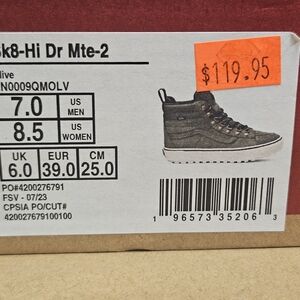 Sk8-Hi Dr Mte-2
$119.95
live
N0009QMOLV
7.0 US MEN
8.5 US WOMEN
UK EUR CM
6.0 39.0 25.0
PO#4200276791
FSV - 07/23
CPSIA PO/CUT#
420027679100100
1 96573 35206 3